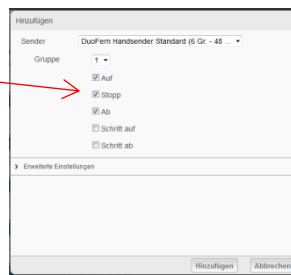 Hinzufügen
Sender DuoFern Handsender Standard (6 Gr. - 48 ...
Gruppe 1
Auf
Stopp
Ab
Schritt auf
Schritt ab
Erweiterte Einstellungen
Hinzufügen Abbrechen